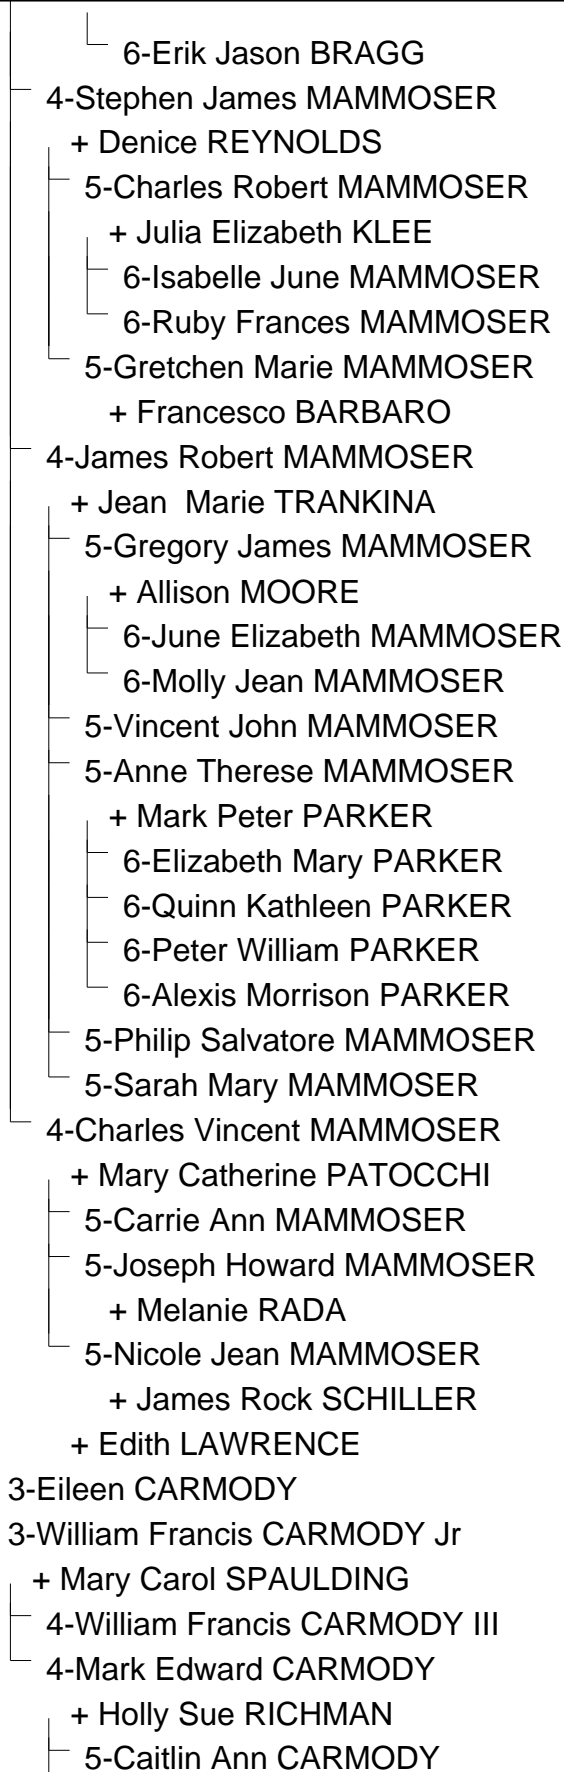 6-Erik Jason BRAGG
4-Stephen James MAMMOSER
+ Denice REYNOLDS
5-Charles Robert MAMMOSER
+ Julia Elizabeth KLEE
6-Isabelle June MAMMOSER
6-Ruby Frances MAMMOSER
5-Gretchen Marie MAMMOSER
+ Francesco BARBARO
4-James Robert MAMMOSER
+ Jean  Marie TRANKINA
5-Gregory James MAMMOSER
+ Allison MOORE
6-June Elizabeth MAMMOSER
6-Molly Jean MAMMOSER
5-Vincent John MAMMOSER
5-Anne Therese MAMMOSER
+ Mark Peter PARKER
6-Elizabeth Mary PARKER
6-Quinn Kathleen PARKER
6-Peter William PARKER
6-Alexis Morrison PARKER
5-Philip Salvatore MAMMOSER
5-Sarah Mary MAMMOSER
4-Charles Vincent MAMMOSER
+ Mary Catherine PATOCCHI
5-Carrie Ann MAMMOSER
5-Joseph Howard MAMMOSER
+ Melanie RADA
5-Nicole Jean MAMMOSER
+ James Rock SCHILLER
+ Edith LAWRENCE
3-Eileen CARMODY
3-William Francis CARMODY Jr
+ Mary Carol SPAULDING
4-William Francis CARMODY III
4-Mark Edward CARMODY
+ Holly Sue RICHMAN
5-Caitlin Ann CARMODY